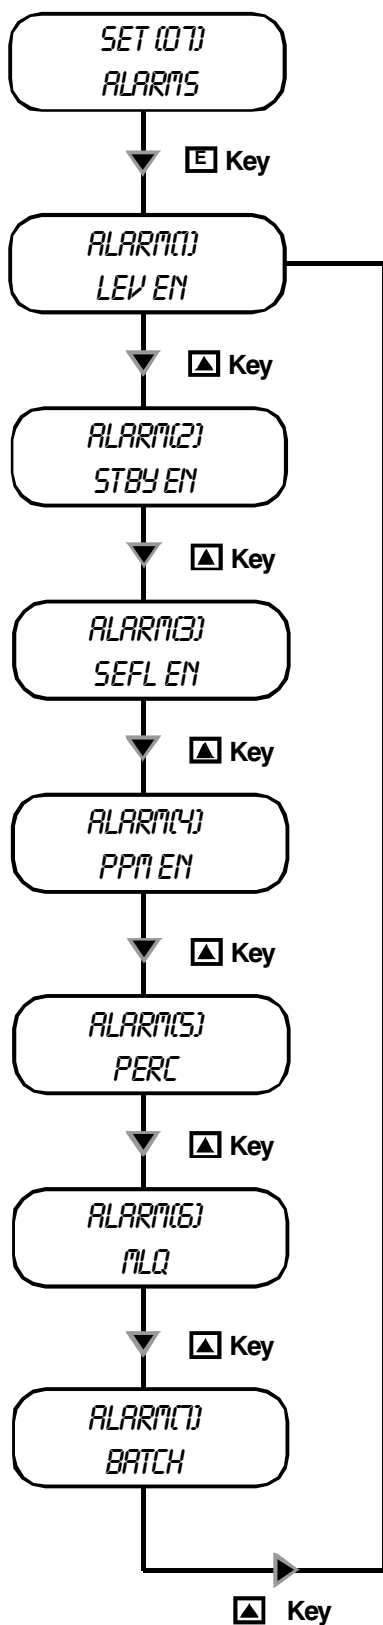 SET (07)
ALARMS
E Key
ALARM(1)
LEV EN
Key
ALARM(2)
STBY EN
Key
ALARM(3)
SEFL EN
Key
ALARM(4)
PPM EN
Key
ALARM(5)
PERC
Key
ALARM(6)
MLQ
Key
ALARM(7)
BATCH
Key